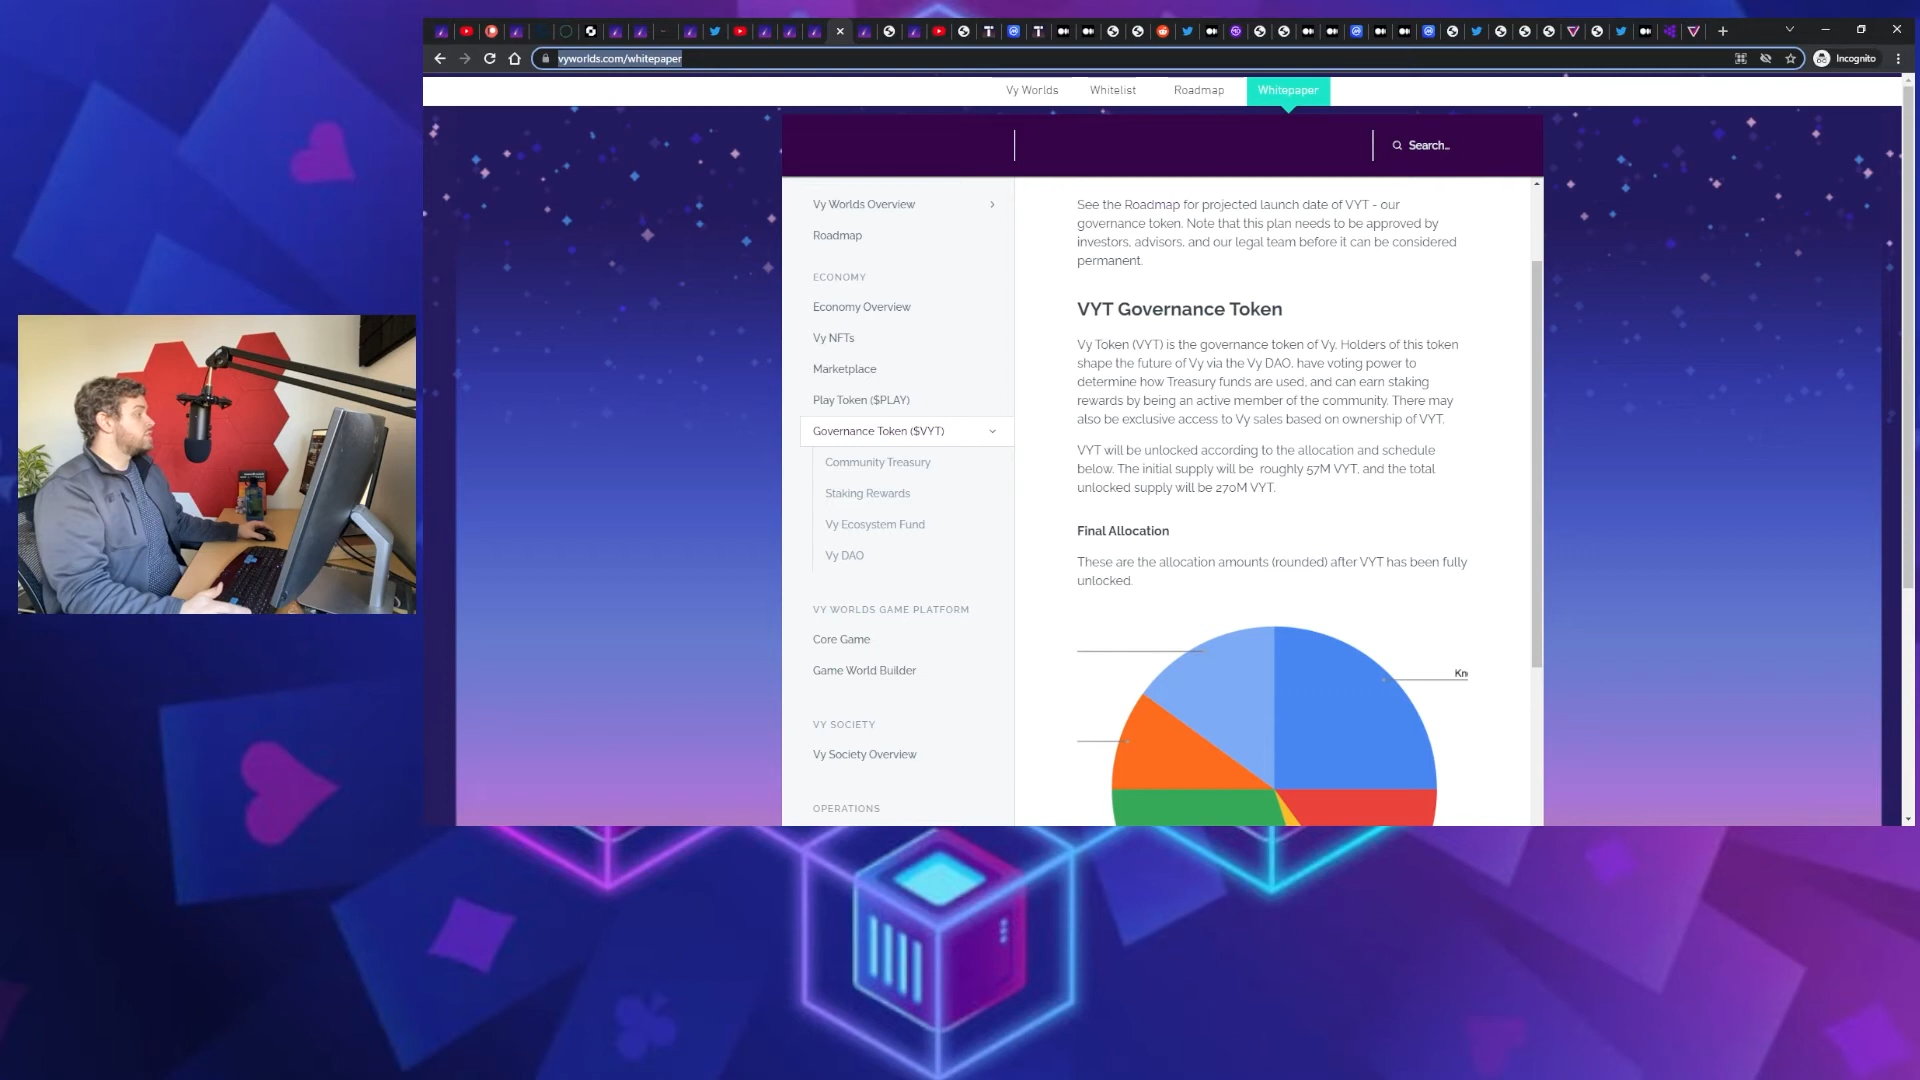 vyworlds.com/whitepaper
Incognito
Vy Worlds
Whitelist
Roadmap
Whitepaper
Search...
Vy Worlds Overview
Roadmap
ECONOMY
Economy Overview
Vy NFTs
Marketplace
Play Token ($PLAY)
Governance Token ($VYT)
Community Treasury
Staking Rewards
Vy Ecosystem Fund
Vy DAO
VY WORLDS GAME PLATFORM
Core Game
Game World Builder
VY SOCIETY
Vy Society Overview
OPERATIONS
See the Roadmap for projected launch date of VYT - our
governance token. Note that this plan needs to be approved by
investors, advisors, and our legal team before it can be considered
permanent.
VYT Governance Token
Vy Token (VYT) is the governance token of Vy. Holders of this token
shape the future of Vy via the Vy DAO, have voting power to
determine how Treasury funds are used, and can earn staking
rewards by being an active member of the community. There may
also be exclusive access to Vy sales based on ownership of VYT.
VYT will be unlocked according to the allocation and schedule
below. The initial supply will be roughly 57M VYT, and the total
unlocked supply will be 270M VYT.
Final Allocation
These are the allocation amounts (rounded) after VYT has been fully
unlocked.